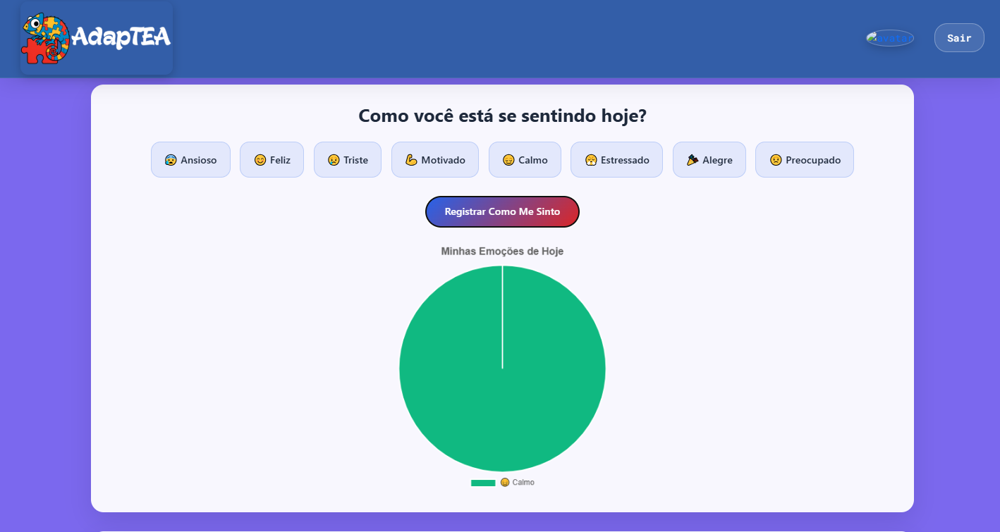 AdapTEA
avatar
Sair
Como você está se sentindo hoje?
😰 Ansioso 😊 Feliz 😢 Triste 💪 Motivado 😌 Calmo 😤 Estressado 🎉 Alegre 😟 Preocupado
Registrar Como Me Sinto
Minhas Emoções de Hoje
😌 Calmo